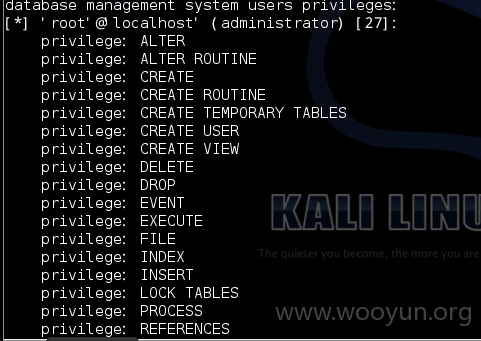 database management system users privileges:
[*] 'root'@'localhost' (administrator) [27]:
privilege: ALTER
privilege: ALTER ROUTINE
privilege: CREATE
privilege: CREATE ROUTINE
privilege: CREATE TEMPORARY TABLES
privilege: CREATE USER
privilege: CREATE VIEW
privilege: DELETE
privilege: DROP
privilege: EVENT
privilege: EXECUTE
privilege: FILE
privilege: INDEX
privilege: INSERT
privilege: LOCK TABLES
privilege: PROCESS
privilege: REFERENCES
KALI LINU
The quieter you become, the more you are
www.wooyun.org